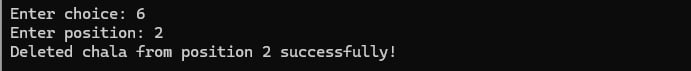 Enter choice: 6
Enter position: 2
Deleted chala from position 2 successfully!